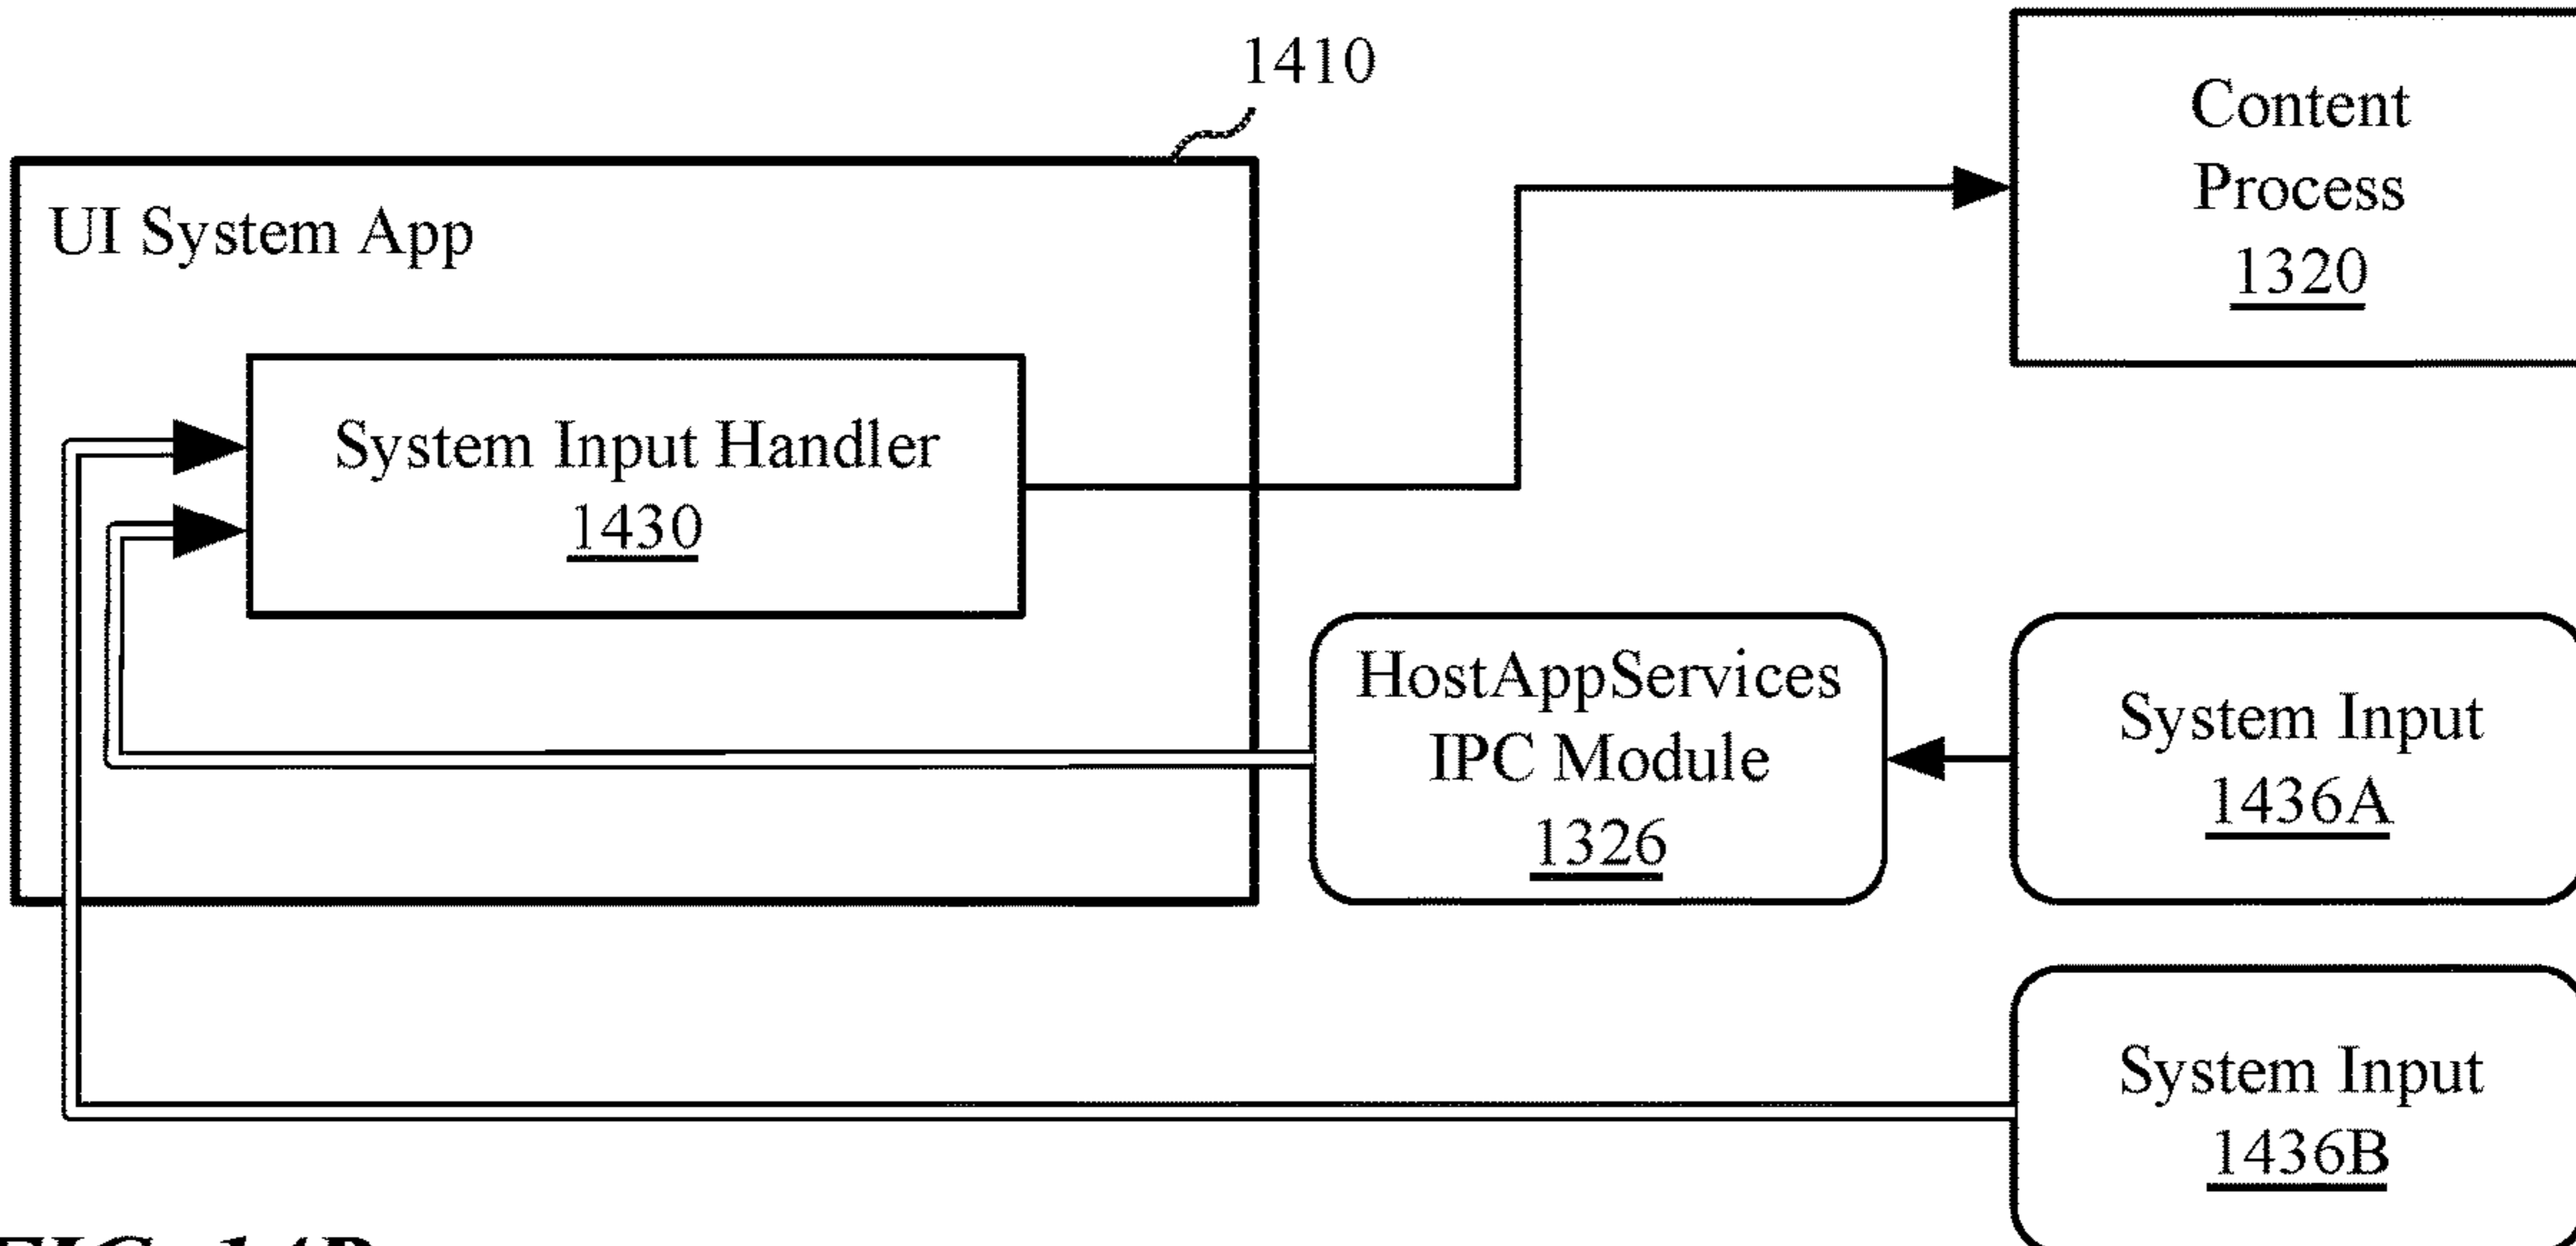 1410
UI System App
Content
Process
1320
System Input Handler
1430
HostAppServices
IPC Module
1326
System Input
1436A
System Input
1436B